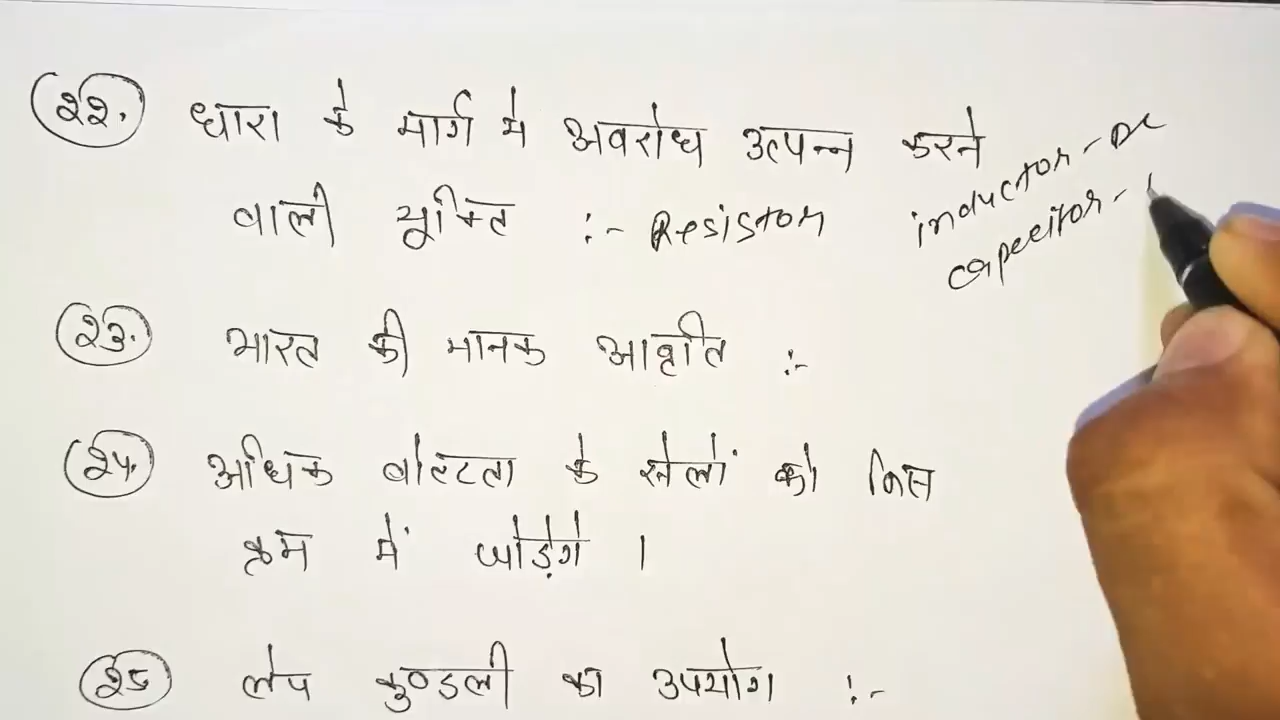 22. धारा के मार्ग मे अवरोध उत्पन्न करने
वाली यूक्ति :- Resistor
inductor - DC
capecitor -
23. भारत की मानक आवृति :-
24. अधिक वोल्टता के सेलों को किस
क्रम में जोड़ेगे ।
25 लेप कुण्डली का उपयोग :-